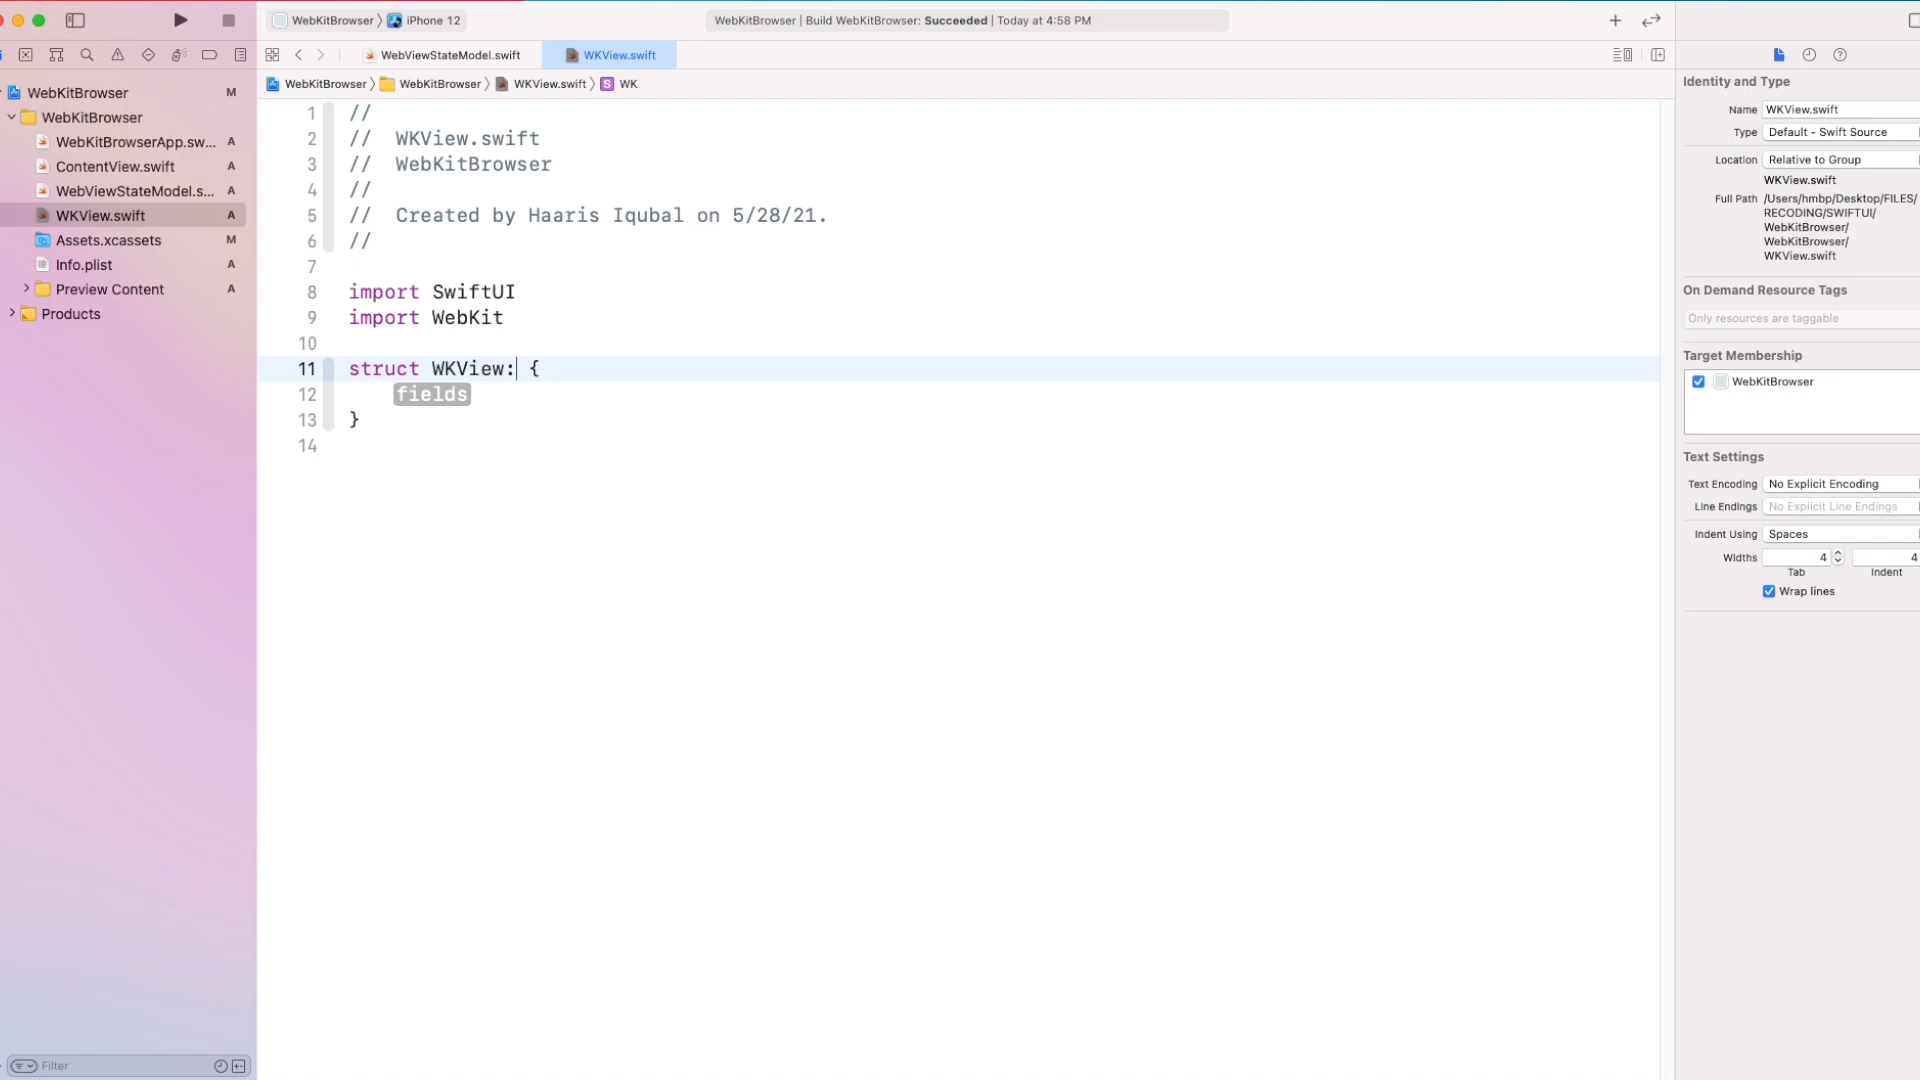 WebKitBrowser 〉 iPhone 12
WebKitBrowser | Build WebKitBrowser: Succeeded | Today at 4:58 PM
WebViewStateModel.swift
WKView.swift
WebKitBrowser 〉 WebKitBrowser 〉 WKView.swift 〉 S WK
WebKitBrowser M
WebKitBrowser
WebKitBrowserApp.sw... A
ContentView.swift A
WebViewStateModel.s... A
WKView.swift A
Assets.xcassets M
Info.plist A
Preview Content A
Products
Filter
1 //
2 // WKView.swift
3 // WebKitBrowser
4 //
5 // Created by Haaris Iqubal on 5/28/21.
6 //
7
8 import SwiftUI
9 import WebKit
10
11 struct WKView: {
12 fields
13 }
14
Identity and Type
Name WKView.swift
Type Default - Swift Source
Location Relative to Group
WKView.swift
Full Path /Users/hmbp/Desktop/FILES/
RECODING/SWIFTUI/
WebKitBrowser/
WebKitBrowser/
WKView.swift
On Demand Resource Tags
Only resources are taggable
Target Membership
WebKitBrowser
Text Settings
Text Encoding No Explicit Encoding
Line Endings No Explicit Line Endings
Indent Using Spaces
Widths 4 4
Tab Indent
Wrap lines